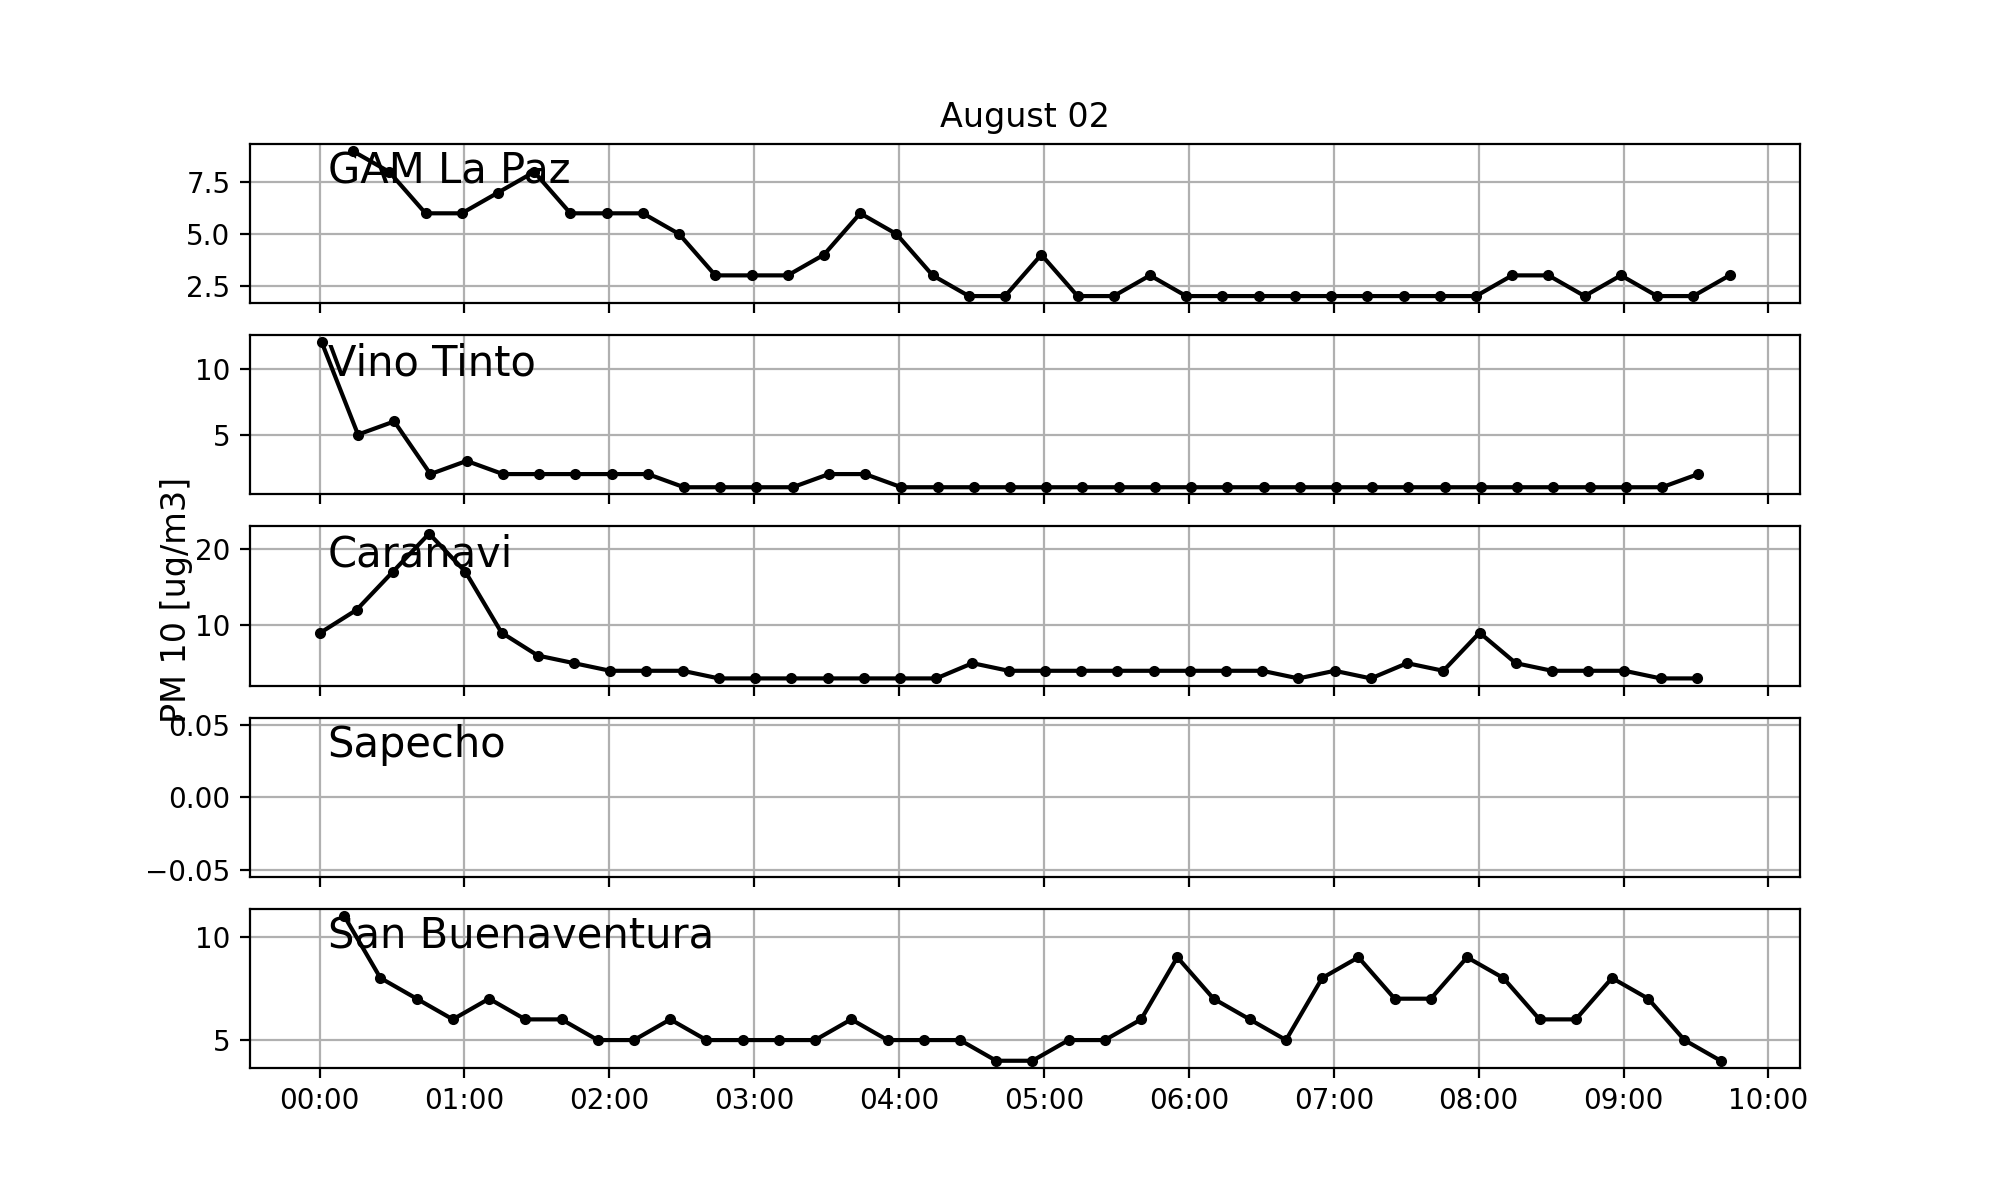 August 02
GAM La Paz
7.5
5.0
2.5
Vino Tinto
10
5
PM 10 [ug/m3]
Caranavi
20
10
Sapecho
0.05
0.00
−0.05
San Buenaventura
10
5
00:00 01:00 02:00 03:00 04:00 05:00 06:00 07:00 08:00 09:00 10:00